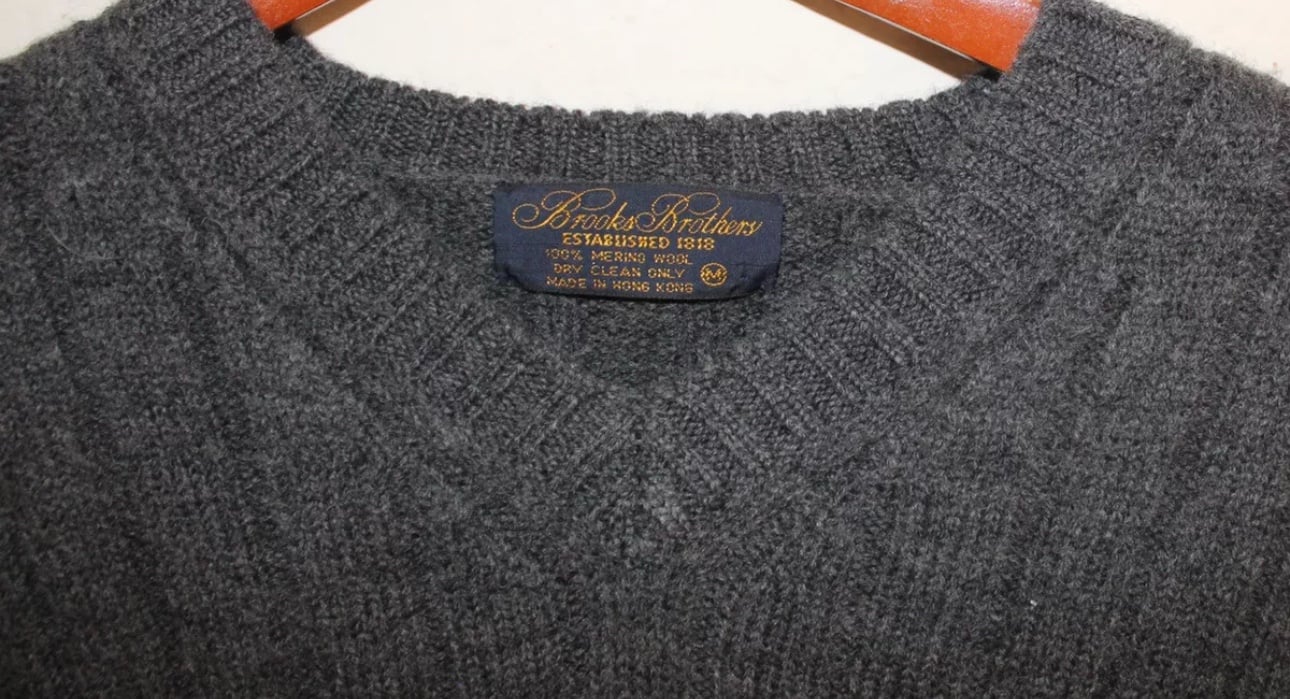 Brooks Brothers
ESTABLISHED 1818
100% MERINO WOOL
DRY CLEAN ONLY M
MADE IN HONG KONG